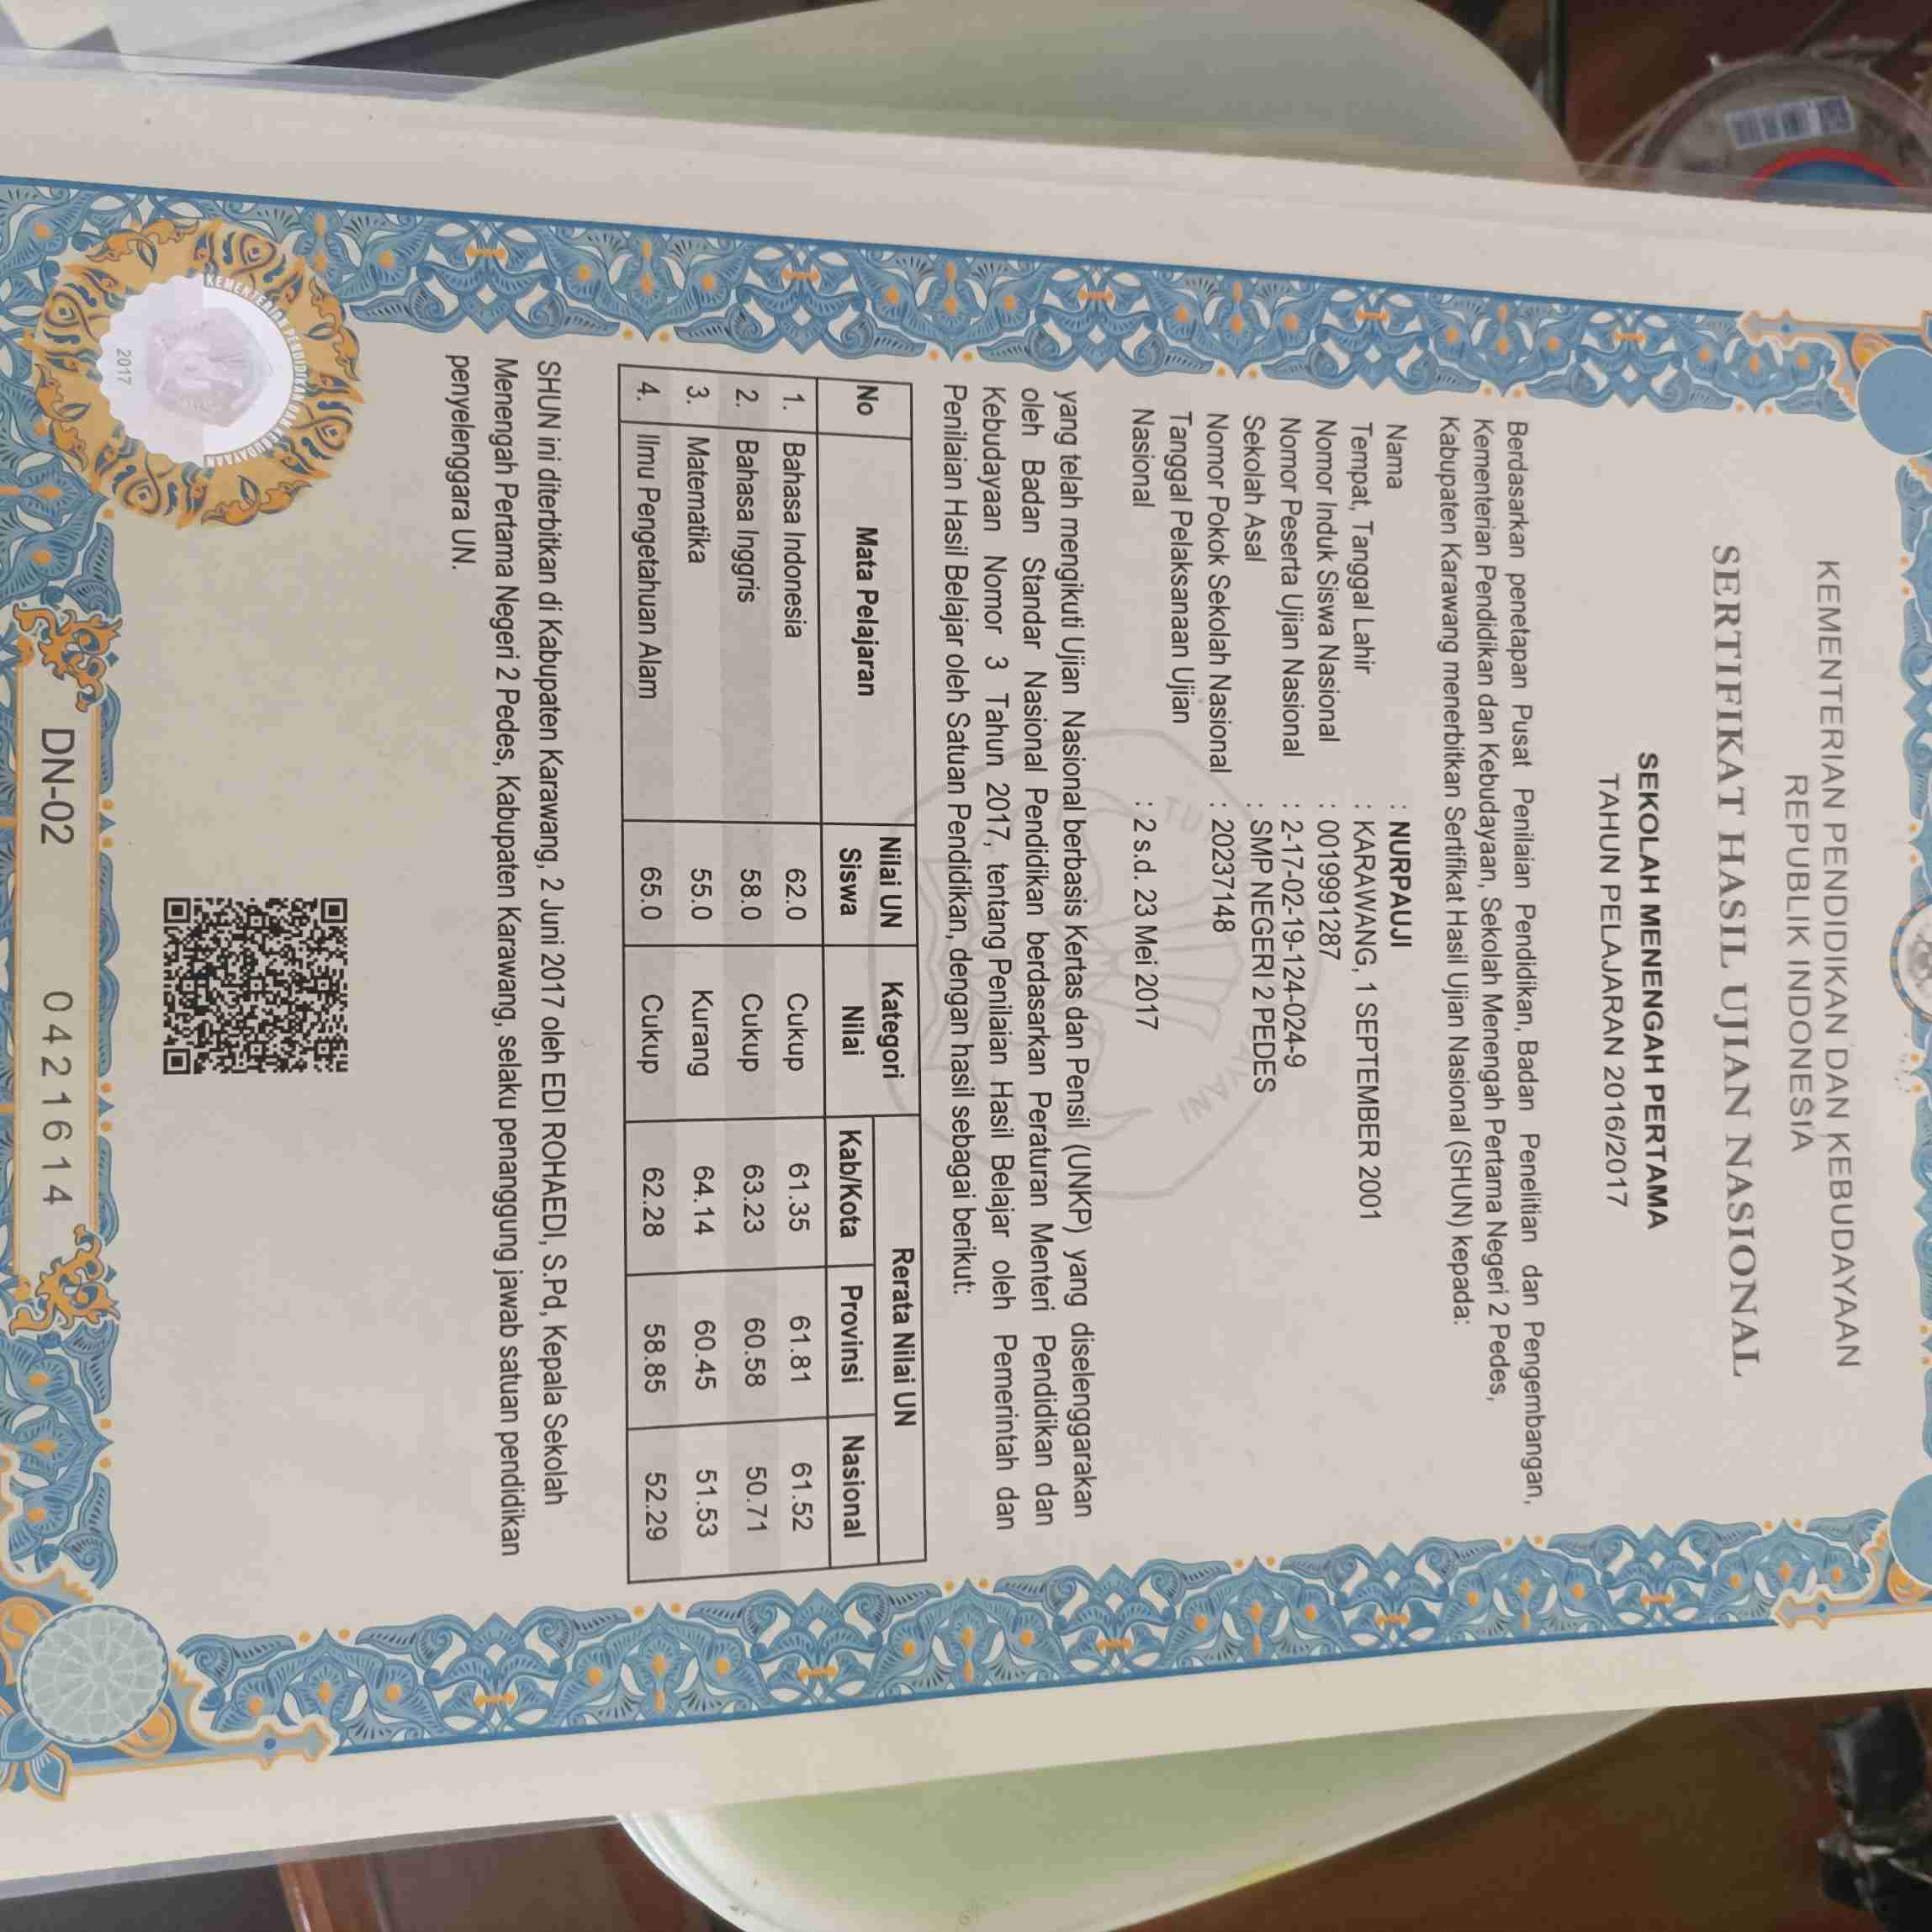 KEMENTERIAN PENDIDIKAN DAN KEBUDAYAAN
REPUBLIK INDONESIA
SERTIFIKAT HASIL UJIAN NASIONAL
SEKOLAH MENENGAH PERTAMA
TAHUN PELAJARAN 2016/2017
Berdasarkan penetapan Pusat Penilaian Pendidikan, Badan Penelitian dan Pengembangan,
Kementerian Pendidikan dan Kebudayaan, Sekolah Menengah Pertama Negeri 2 Pedes,
Kabupaten Karawang menerbitkan Sertifikat Hasil Ujian Nasional (SHUN) kepada:
Nama : NURPAUJI
Tempat, Tanggal Lahir : KARAWANG, 1 SEPTEMBER 2001
Nomor Induk Siswa Nasional : 0019991287
Nomor Peserta Ujian Nasional : 2-17-02-19-124-024-9
Sekolah Asal : SMP NEGERI 2 PEDES
Nomor Pokok Sekolah Nasional : 20237148
Tanggal Pelaksanaan Ujian
Nasional : 2 s.d. 23 Mei 2017
yang telah mengikuti Ujian Nasional berbasis Kertas dan Pensil (UNKP) yang diselenggarakan
oleh Badan Standar Nasional Pendidikan berdasarkan Peraturan Menteri Pendidikan dan
Kebudayaan Nomor 3 Tahun 2017, tentang Penilaian Hasil Belajar oleh Pemerintah dan
Penilaian Hasil Belajar oleh Satuan Pendidikan, dengan hasil sebagai berikut:
No Mata Pelajaran Nilai UN Siswa Kategori Nilai Rerata Nilai UN
Kab/Kota Provinsi Nasional
1. Bahasa Indonesia 62.0 Cukup 61.35 61.81 61.52
2. Bahasa Inggris 58.0 Cukup 63.23 60.58 50.71
3. Matematika 55.0 Kurang 64.14 60.45 51.53
4. Ilmu Pengetahuan Alam 65.0 Cukup 62.28 58.85 52.29
SHUN ini diterbitkan di Kabupaten Karawang, 2 Juni 2017 oleh EDI ROHAEDI, S.Pd, Kepala Sekolah
Menengah Pertama Negeri 2 Pedes, Kabupaten Karawang, selaku penanggung jawab satuan pendidikan
penyelenggara UN.
KEMENTERIAN PENDIDIKAN DAN KEBUDAYAAN
2017
DN-02 0421614